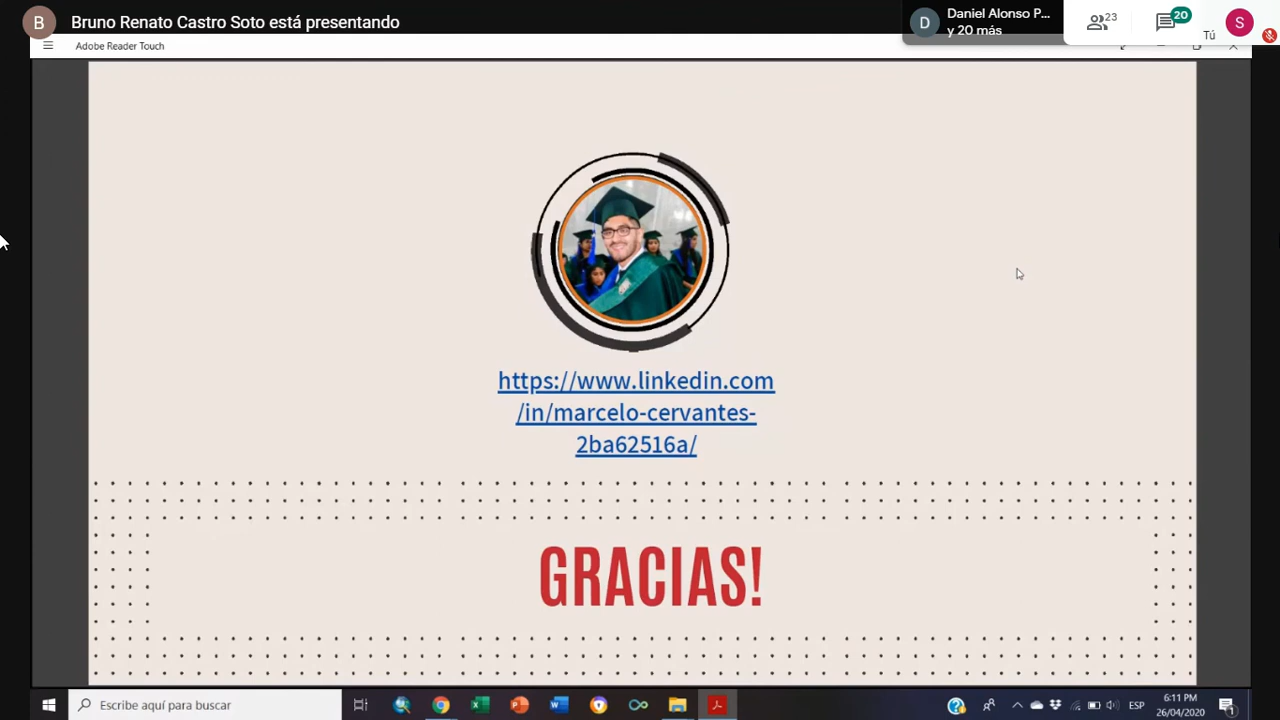 B
Bruno Renato Castro Soto está presentando
D
Daniel Alonso P...
y 20 más
23
20
Tú
S
Adobe Reader Touch
https://www.linkedin.com
/in/marcelo-cervantes-
2ba62516a/
GRACIAS!
Escribe aquí para buscar
ESP
6:11 PM
26/04/2020
1